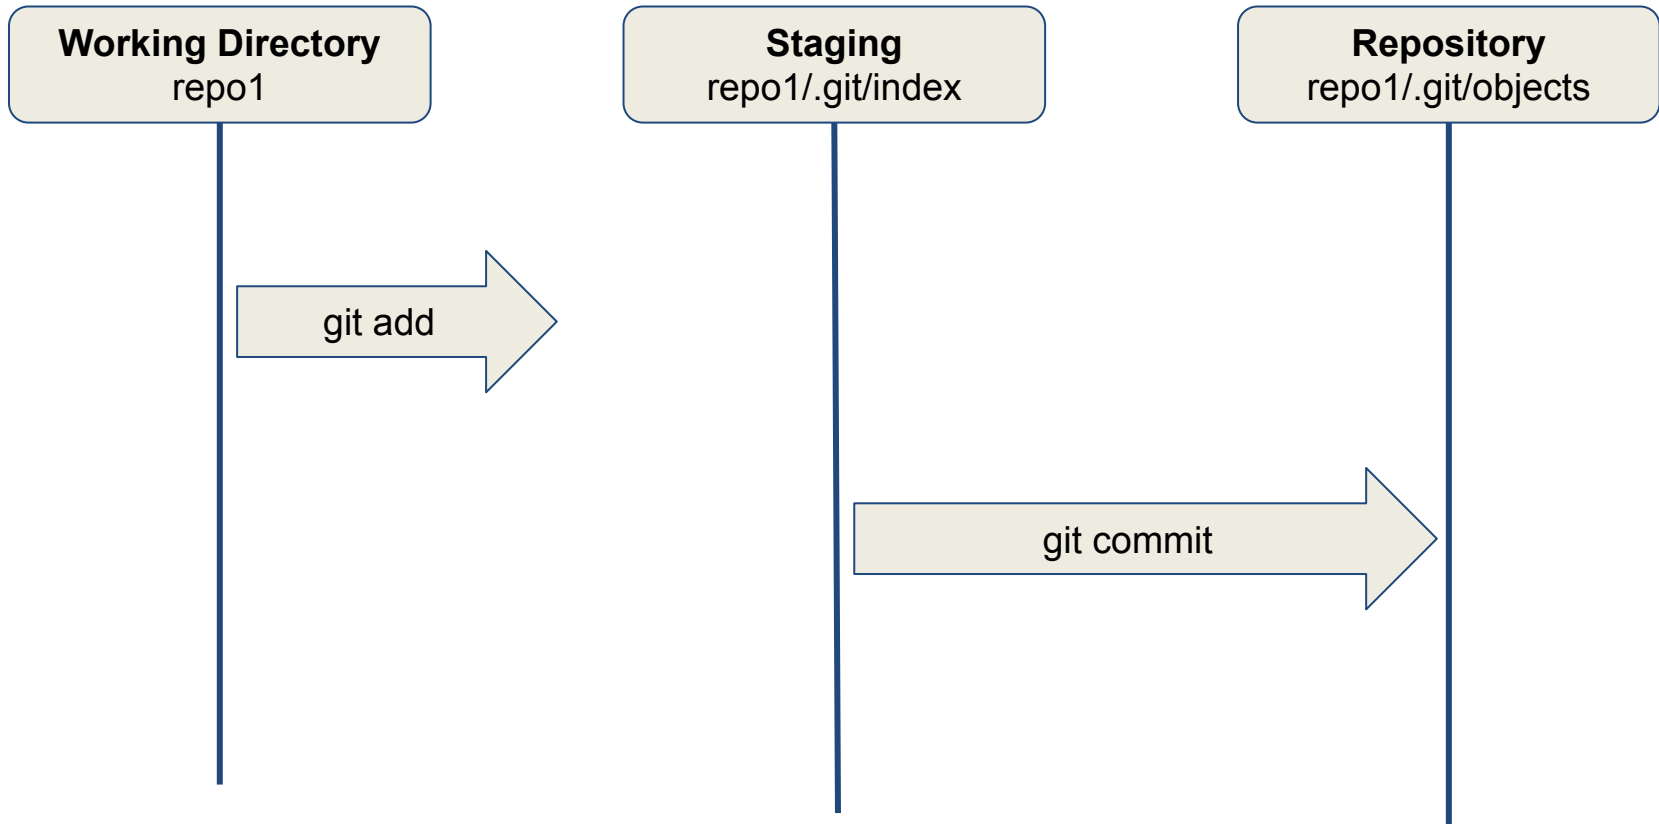 Working Directory
repo1
Staging
repo1/.git/index
Repository
repo1/.git/objects
git add
git commit